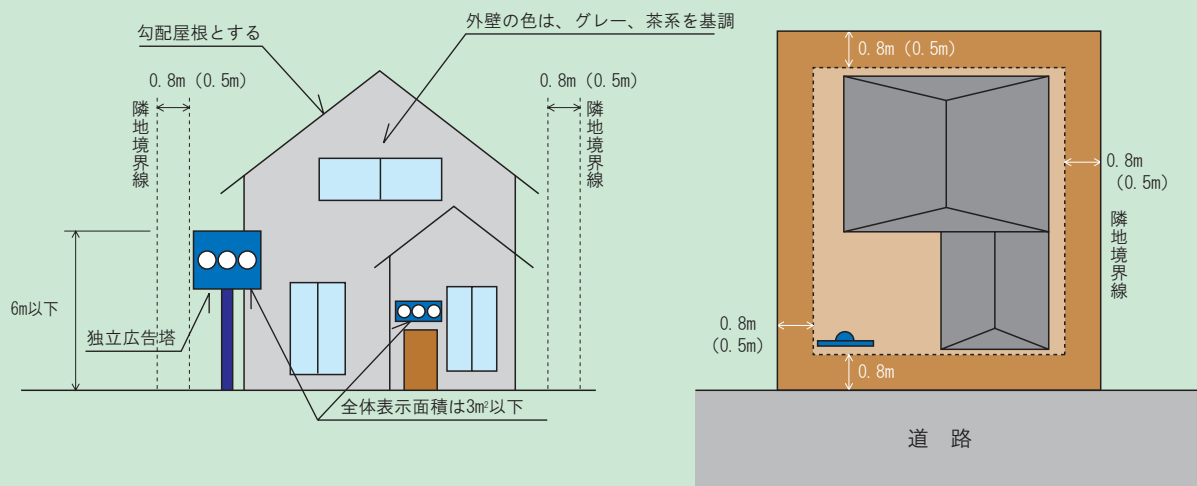 勾配屋根とする
外壁の色は、グレー、茶系を基調
0.8m（0.5m）
隣地境界線
0.8m（0.5m）
隣地境界線
6m以下
独立広告塔
全体表示面積は3m²以下
0.8m（0.5m）
0.8m
（0.5m）
隣地境界線
0.8m
（0.5m）
0.8m
道　路